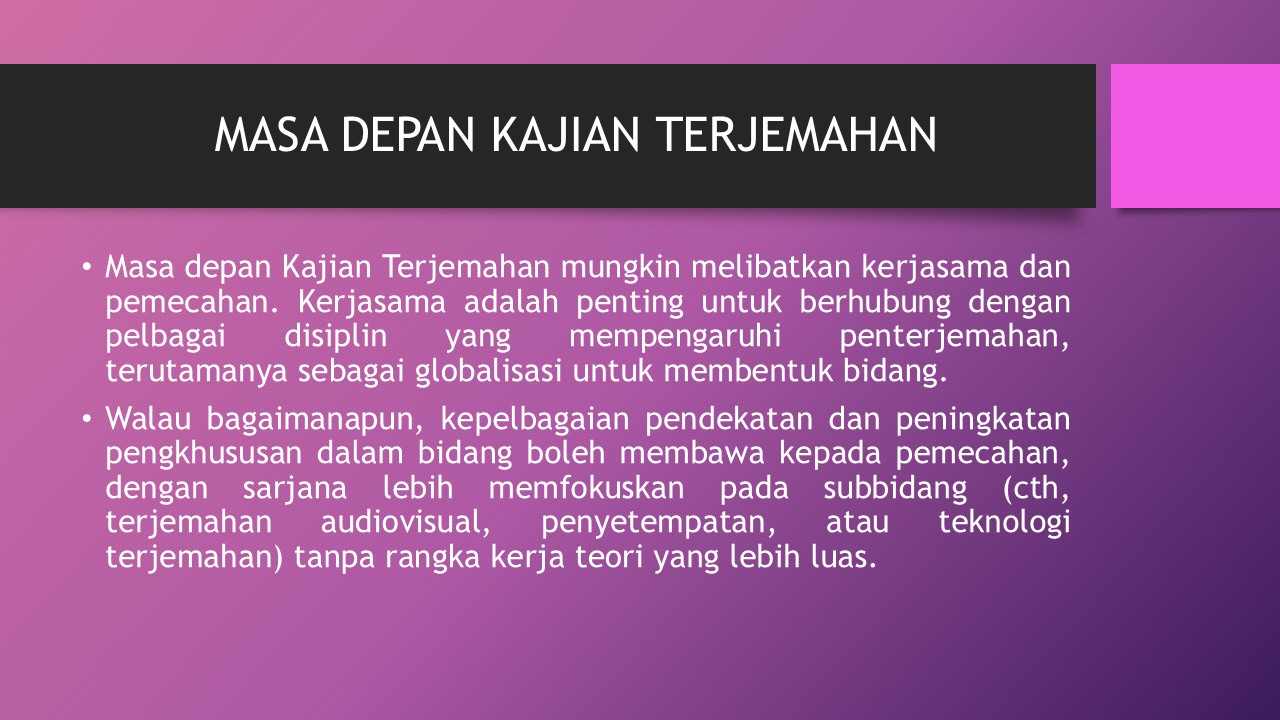 MASA DEPAN KAJIAN TERJEMAHAN
• Masa depan Kajian Terjemahan mungkin melibatkan kerjasama dan
pemecahan. Kerjasama adalah penting untuk berhubung dengan
pelbagai disiplin yang mempengaruhi penterjemahan,
terutamanya sebagai globalisasi untuk membentuk bidang.
• Walau bagaimanapun, kepelbagaian pendekatan dan peningkatan
pengkhususan dalam bidang boleh membawa kepada pemecahan,
dengan sarjana lebih memfokuskan pada subbidang (cth,
terjemahan audiovisual, penyetempatan, atau teknologi
terjemahan) tanpa rangka kerja teori yang lebih luas.